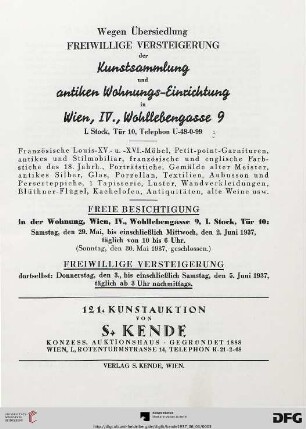 Wegen Übersiedlung
FREIWILLIGE VERSTEIGERUNG
der
Kunstsammlung
und
antiken Wohnungs-Einrichtung
in
Wien, IV., Wohllebengasse 9
I. Stock, Tür 10, Telephon U-48-0-99
Französische Louis-XV- u. -XVI.-Möbel, Petit-point-Garnituren,
antikes und Stilmobiliar, französische und englische Farb-
stiche des 18. Jahrh., Porträtstiche, Gemälde alter Meister,
antikes Silber, Glas, Porzellan, Textilien, Aubusson und
Perserteppiche, 1 Tapisserie, Luster, Wandverkleidungen,
Blüthner-Flügel, Kachelofen, Antiquitäten, alte Weine usw.
FREIE BESICHTIGUNG
in der Wohnung, Wien, IV., Wohllebengasse 9, I. Stock, Tür 10:
Samstag, den 29. Mai, bis einschließlich Mittwoch, den 2. Juni 1937,
täglich von 10 bis 6 Uhr.
(Sonntag, den 30. Mai 1937, geschlossen.)
FREIWILLIGE VERSTEIGERUNG
dortselbst: Donnerstag, den 3., bis einschließlich Samstag, den 5. Juni 1937,
täglich ab 3 Uhr nachmittags.
121. KUNSTAUKTION
VON
S. KENDE
KONZESS. AUKTIONSHAUS - GEGRÜNDET 1888
WIEN, I., ROTENTURMSTRASSE 14, TELEPHON R-21-2-48
VERLAG S. KENDE, WIEN.
DFG